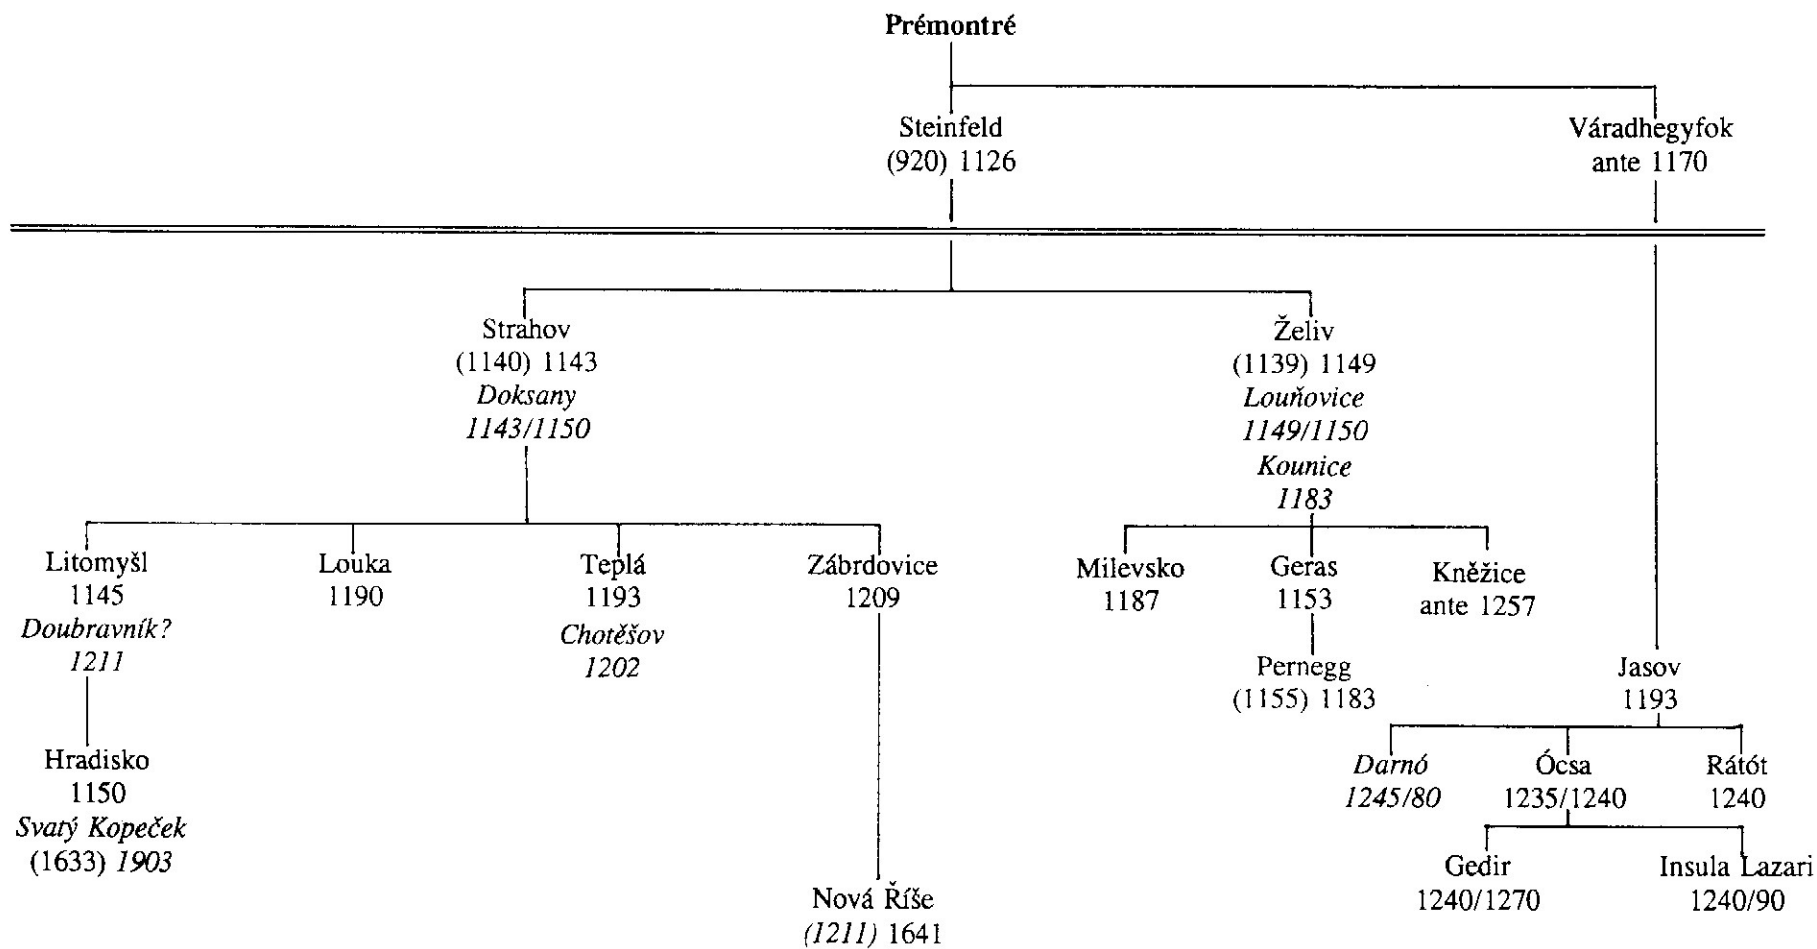 Prémontré
Steinfeld
(920) 1126
Váradhegyfok
ante 1170
Strahov
(1140) 1143
Doksany
1143/1150
Želiv
(1139) 1149
Louňovice
1149/1150
Kounice
1183
Litomyšl
1145
Doubravník?
1211
Louka
1190
Teplá
1193
Chotěšov
1202
Zábrdovice
1209
Milevsko
1187
Geras
1153
Kněžice
ante 1257
Pernegg
(1155) 1183
Jasov
1193
Hradisko
1150
Svatý Kopeček
(1633) 1903
Darnó
1245/80
Ócsa
1235/1240
Rátót
1240
Gedir
1240/1270
Insula Lazari
1240/90
Nová Říše
(1211) 1641